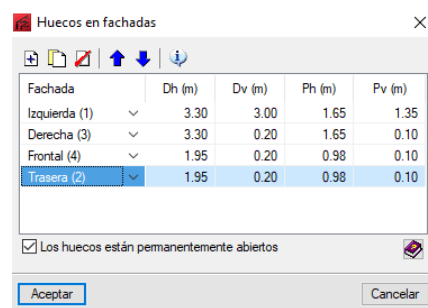 Huecos en fachadas
Fachada Dh (m) Dv (m) Ph (m) Pv (m)
Izquierda (1) 3.30 3.00 1.65 1.35
Derecha (3) 3.30 0.20 1.65 0.10
Frontal (4) 1.95 0.20 0.98 0.10
Trasera (2) 1.95 0.20 0.98 0.10
Los huecos están permanentemente abiertos
Aceptar Cancelar